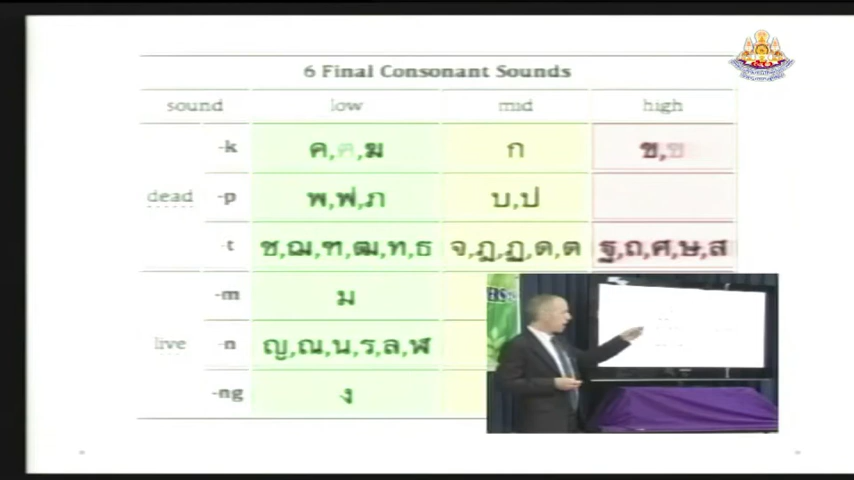 6 Final Consonant Sounds
sound low mid high
-k ค,ฅ,ฆ ก ข,ฃ
dead -p พ,ฟ,ภ บ,ป
-t ช,ฌ,ฑ,ฒ,ท,ธ จ,ฎ,ฏ,ด,ต ฐ,ถ,ศ,ษ,ส
-m ม
live -n ญ,ณ,น,ร,ล,ฬ
-ng ง